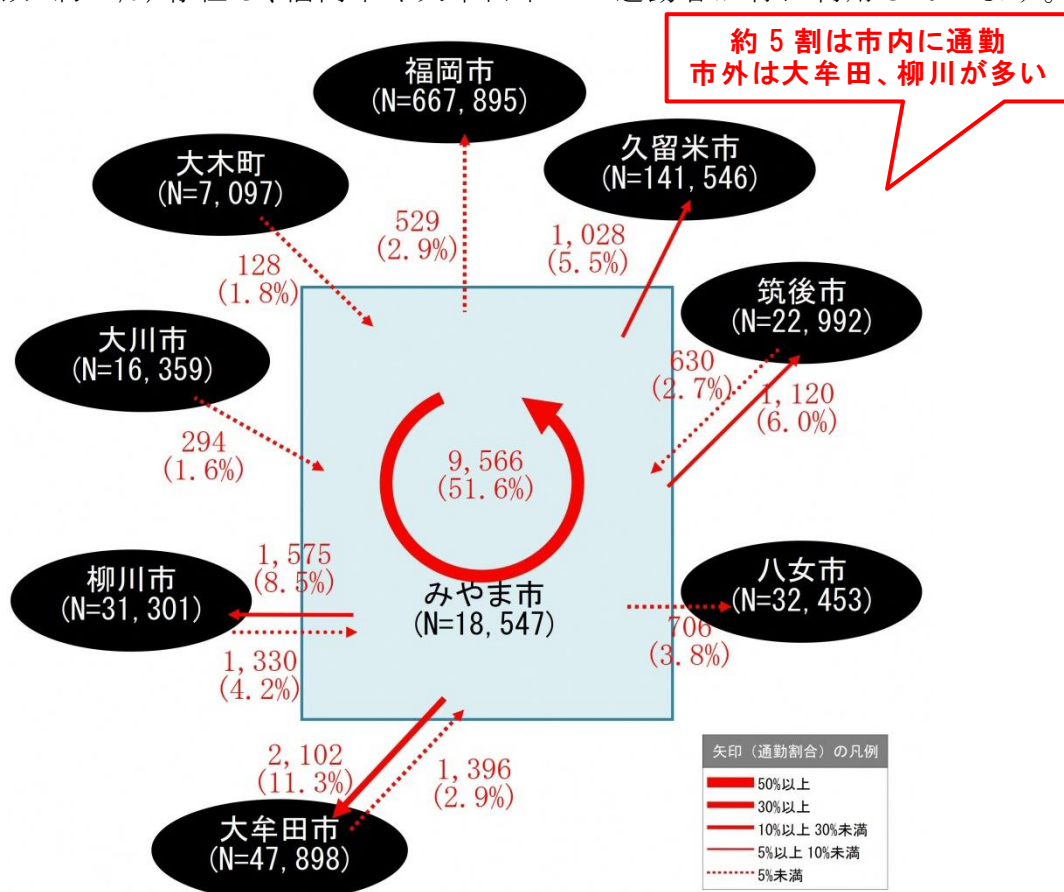 約5割は市内に通勤
市外は大牟田、柳川が多い
福岡市
(N=667,895)
大木町
(N=7,097)
久留米市
(N=141,546)
529
(2.9%)
1,028
(5.5%)
128
(1.8%)
筑後市
(N=22,992)
大川市
(N=16,359)
630
(2.7%)
1,120
(6.0%)
294
(1.6%)
9,566
(51.6%)
1,575
(8.5%)
柳川市
(N=31,301)
みやま市
(N=18,547)
八女市
(N=32,453)
706
(3.8%)
1,330
(4.2%)
2,102
(11.3%)
1,396
(2.9%)
大牟田市
(N=47,898)
矢印（通勤割合）の凡例
50%以上
30%以上
10%以上30%未満
5%以上10%未満
5%未満